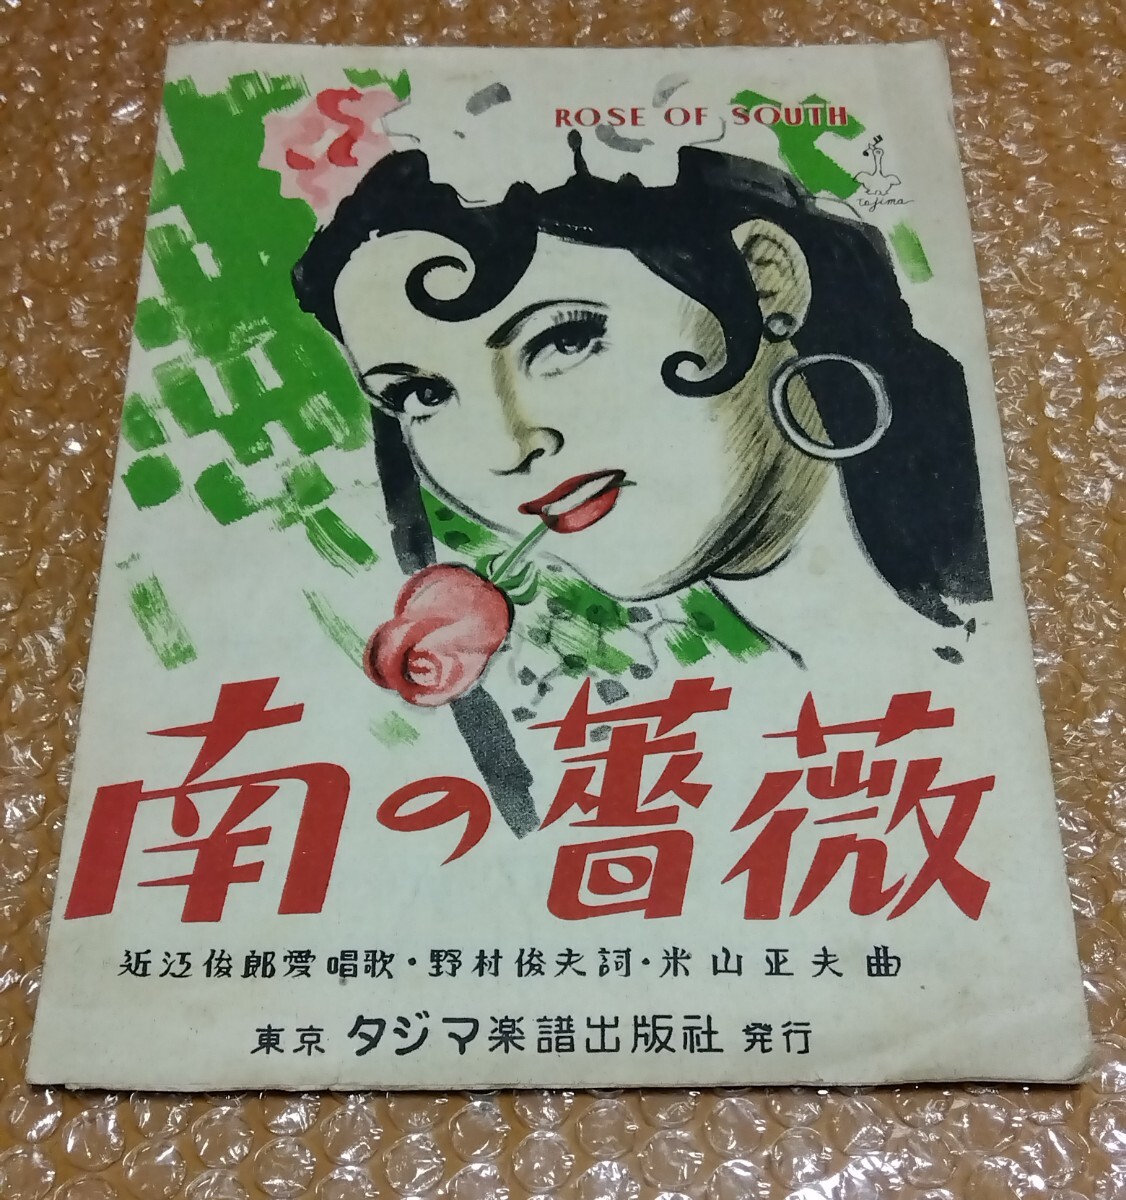 ROSE OF SOUTH
tajima
南の薔薇
近江俊郎愛唱歌・野村俊夫詞・米山正夫曲
東京 タジマ楽譜出版社 発行